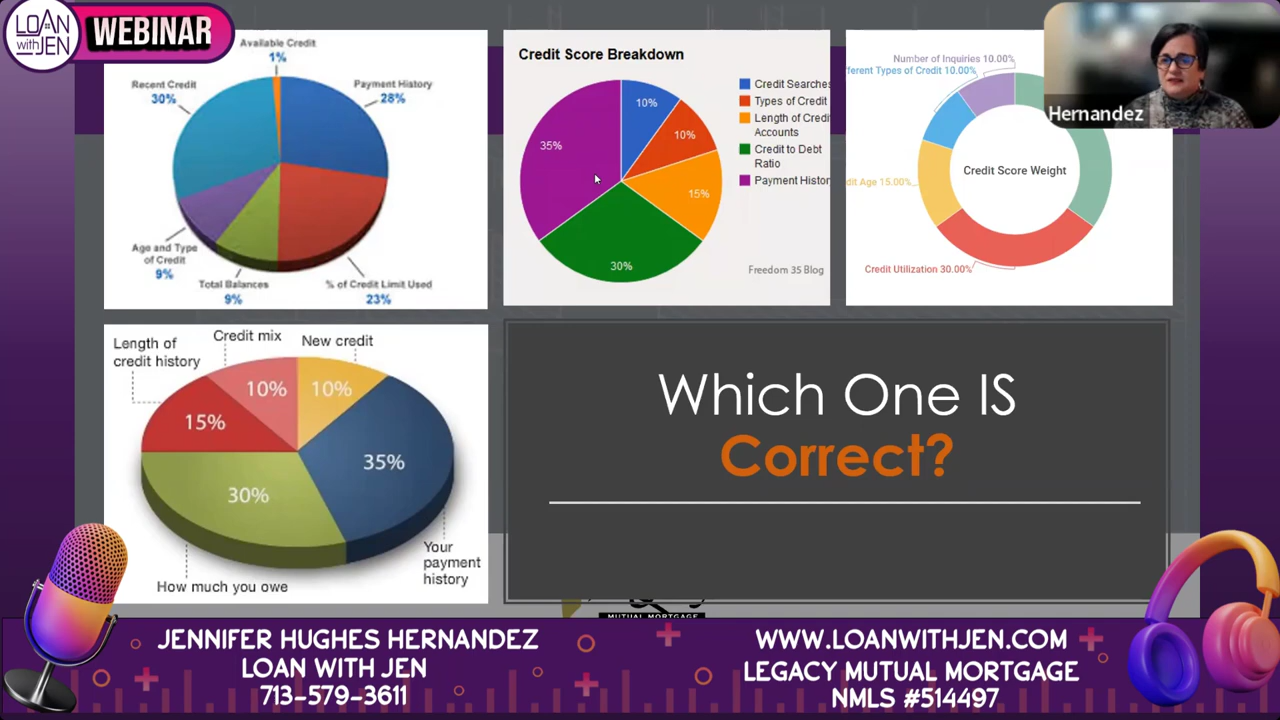 LOAN
with JEN
WEBINAR
Available Credit
1%
Recent Credit
30%
Payment History
28%
Age and Type
of Credit
9%
Total Balances
9%
% of Credit Limit Used
23%
Credit Score Breakdown
10%
10%
15%
30%
35%
Credit Searches
Types of Credit
Length of Credit
Accounts
Credit to Debt
Ratio
Payment Histor
Freedom 35 Blog
Number of Inquiries 10.00%
fferent Types of Credit 10.00%
dit Age 15.00%
Credit Score Weight
Credit Utilization 30.00%
Hernandez
Length of
credit history
Credit mix
New credit
10%
10%
15%
35%
30%
Your
payment
history
How much you owe
Which One IS
Correct?
MUTUAL MORTGAGE
JENNIFER HUGHES HERNANDEZ
LOAN WITH JEN
713-579-3611
WWW.LOANWITHJEN.COM
LEGACY MUTUAL MORTGAGE
NMLS #514497